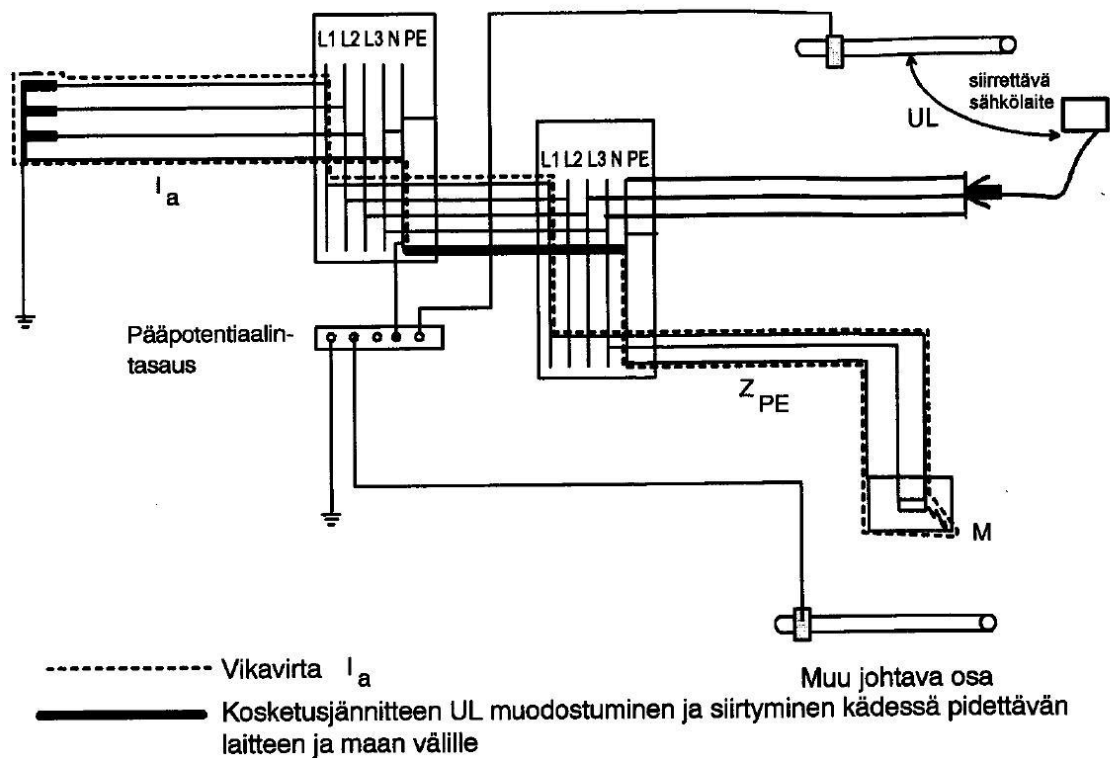 L1 L2 L3 N PE
siirrettävä
sähkölaite
UL
L1 L2 L3 N PE
I a
Pääpotentiaalin-
tasaus
Z PE
M
Vikavirta I a
Muu johtava osa
Kosketusjännitteen UL muodostuminen ja siirtyminen kädessä pidettävän
laitteen ja maan välille